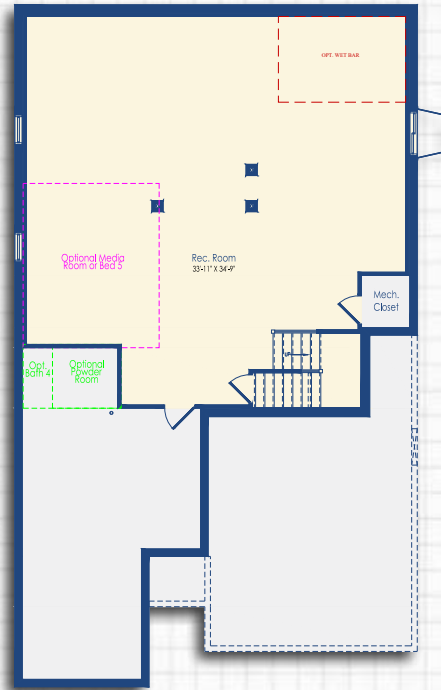 OPT. WET BAR
Optional Media
Room or Bed 5
Rec. Room
33'-11" X 34'-9"
Mech.
Closet
UP
Opt.
Bath 4
Optional
Powder
Room